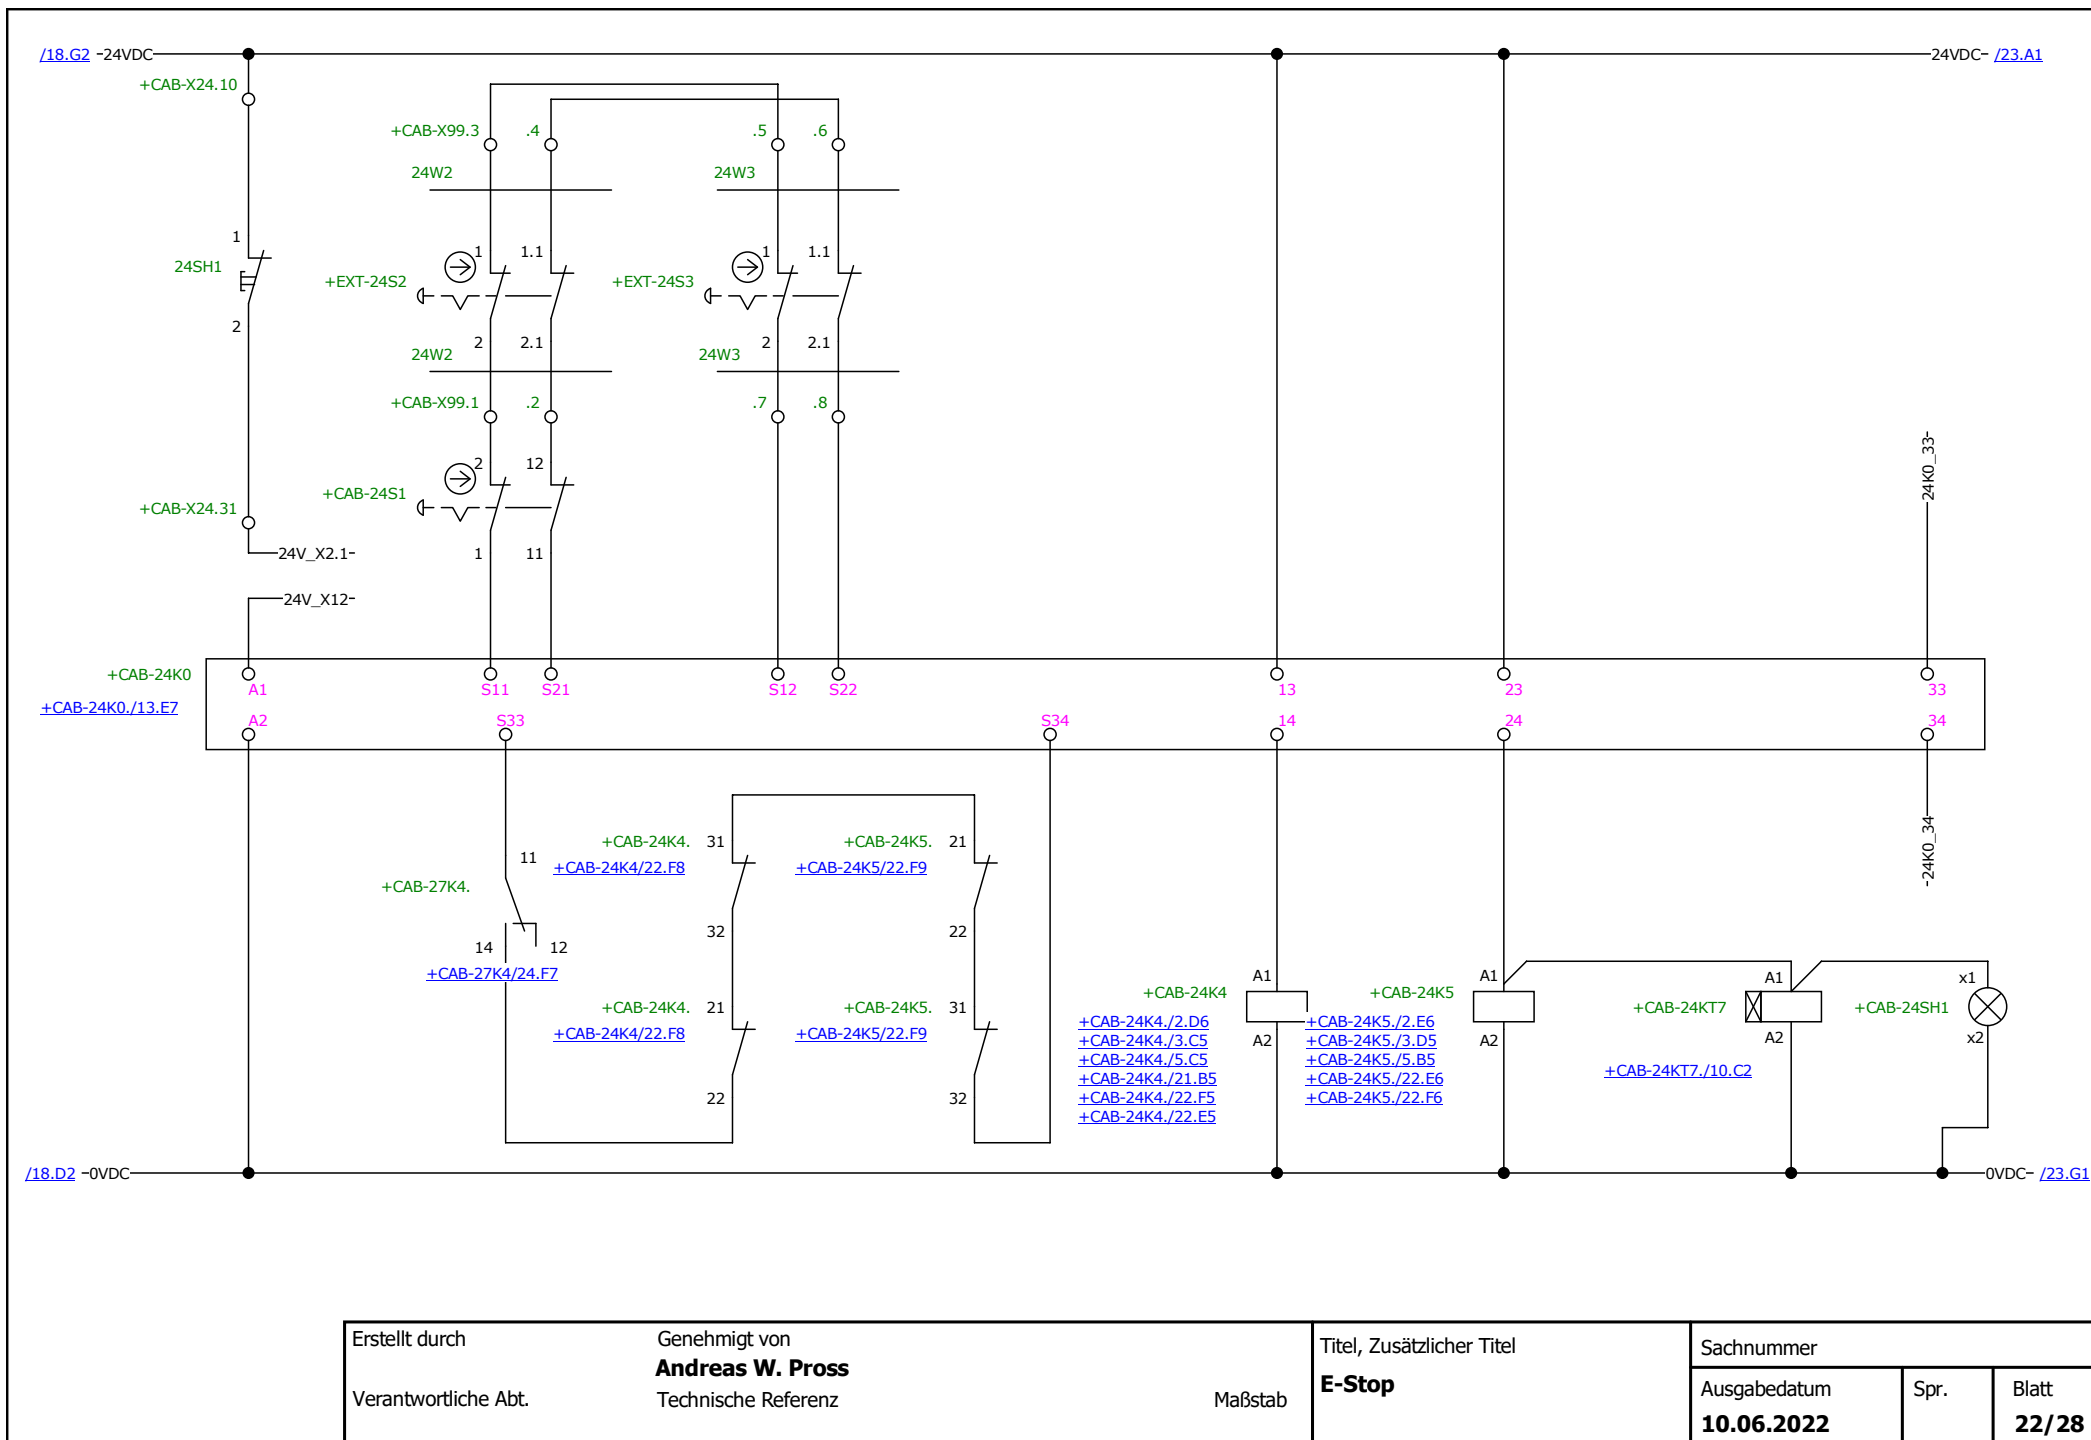 /18.G2 -24VDC
24VDC- /23.A1
+CAB-X24.10
+CAB-X99.3 .4 .5 .6
24W2 24W3
1 1 1.1 1 1.1
24SH1 +EXT-24S2 +EXT-24S3
2 2 2.1 2 2.1
24W2 24W3
+CAB-X99.1 .2 .7 .8
2 12
+CAB-24S1
+CAB-X24.31
24V_X2.1- 1 11
24K0_33-
24V_X12-
+CAB-24K0
A1 S11 S21 S12 S22 13 23 33
+CAB-24K0./13.E7
A2 S33 S34 14 24 34
-24K0_34
+CAB-24K4. 31 +CAB-24K5. 21
11 +CAB-24K4/22.F8 +CAB-24K5/22.F9
+CAB-27K4.
32 22
14 12
+CAB-27K4/24.F7
A1 A1 A1 x1
+CAB-24K4 +CAB-24K5 +CAB-24KT7 +CAB-24SH1
+CAB-24K4. 21 +CAB-24K5. 31
+CAB-24K4/22.F8 +CAB-24K5/22.F9
+CAB-24K4./2.D6 +CAB-24K5./2.E6
A2 A2 A2 x2
+CAB-24K4./3.C5 +CAB-24K5./3.D5
+CAB-24K4./5.C5 +CAB-24K5./5.B5
+CAB-24KT7./10.C2
+CAB-24K4./21.B5 +CAB-24K5./22.E6
22 32
+CAB-24K4./22.F5 +CAB-24K5./22.F6
+CAB-24K4./22.E5
/18.D2 -0VDC
0VDC- /23.G1
Erstellt durch
Genehmigt von
Andreas W. Pross
Verantwortliche Abt.
Technische Referenz
Maßstab
Titel, Zusätzlicher Titel
E-Stop
Sachnummer
Ausgabedatum
10.06.2022
Spr.
Blatt
22/28